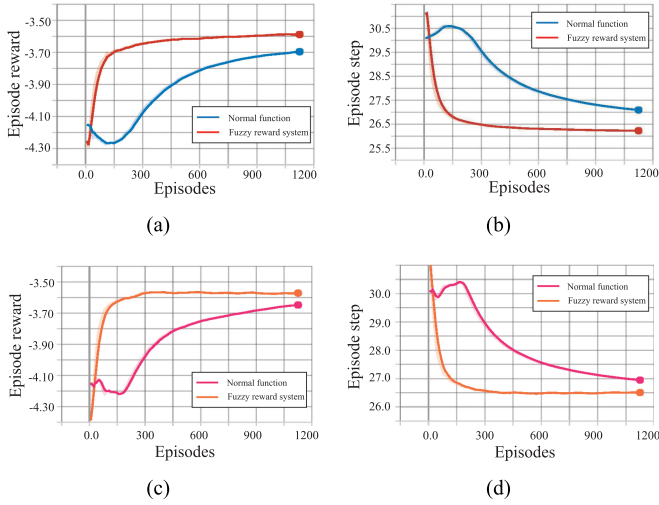 -3.50
-3.70
-3.90
-4.10
-4.30
Episode reward
Normal function
Fuzzy reward system
0.0 300 600 900 1200
Episodes
(a)
30.5
29.5
28.5
27.5
26.5
25.5
Episode step
Normal function
Fuzzy reward system
0.0 300 600 900 1200
Episodes
(b)
-3.50
-3.70
-3.90
-4.10
-4.30
Episode reward
Normal function
Fuzzy reward system
0.0 300 600 900 1200
Episodes
(c)
30.0
29.0
28.0
27.0
26.0
Episode step
Normal function
Fuzzy reward system
0.0 300 600 900 1200
Episodes
(d)